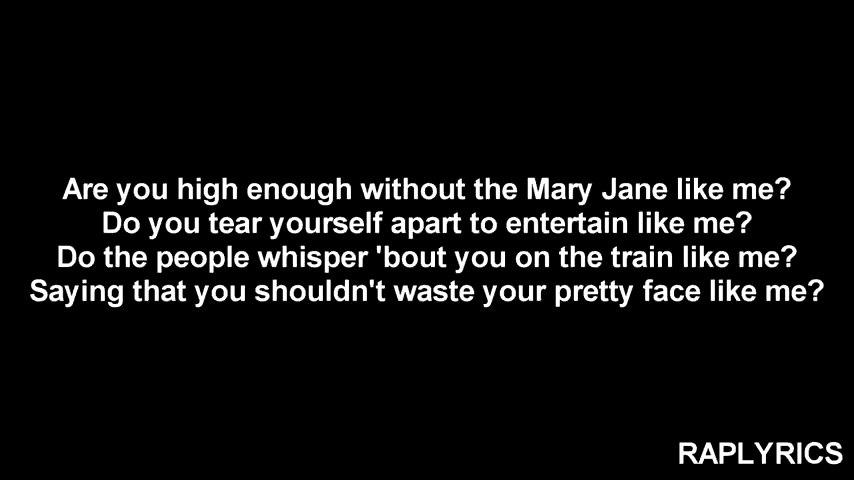 Are you high enough without the Mary Jane like me?
Do you tear yourself apart to entertain like me?
Do the people whisper 'bout you on the train like me?
Saying that you shouldn't waste your pretty face like me?
RAPLYRICS